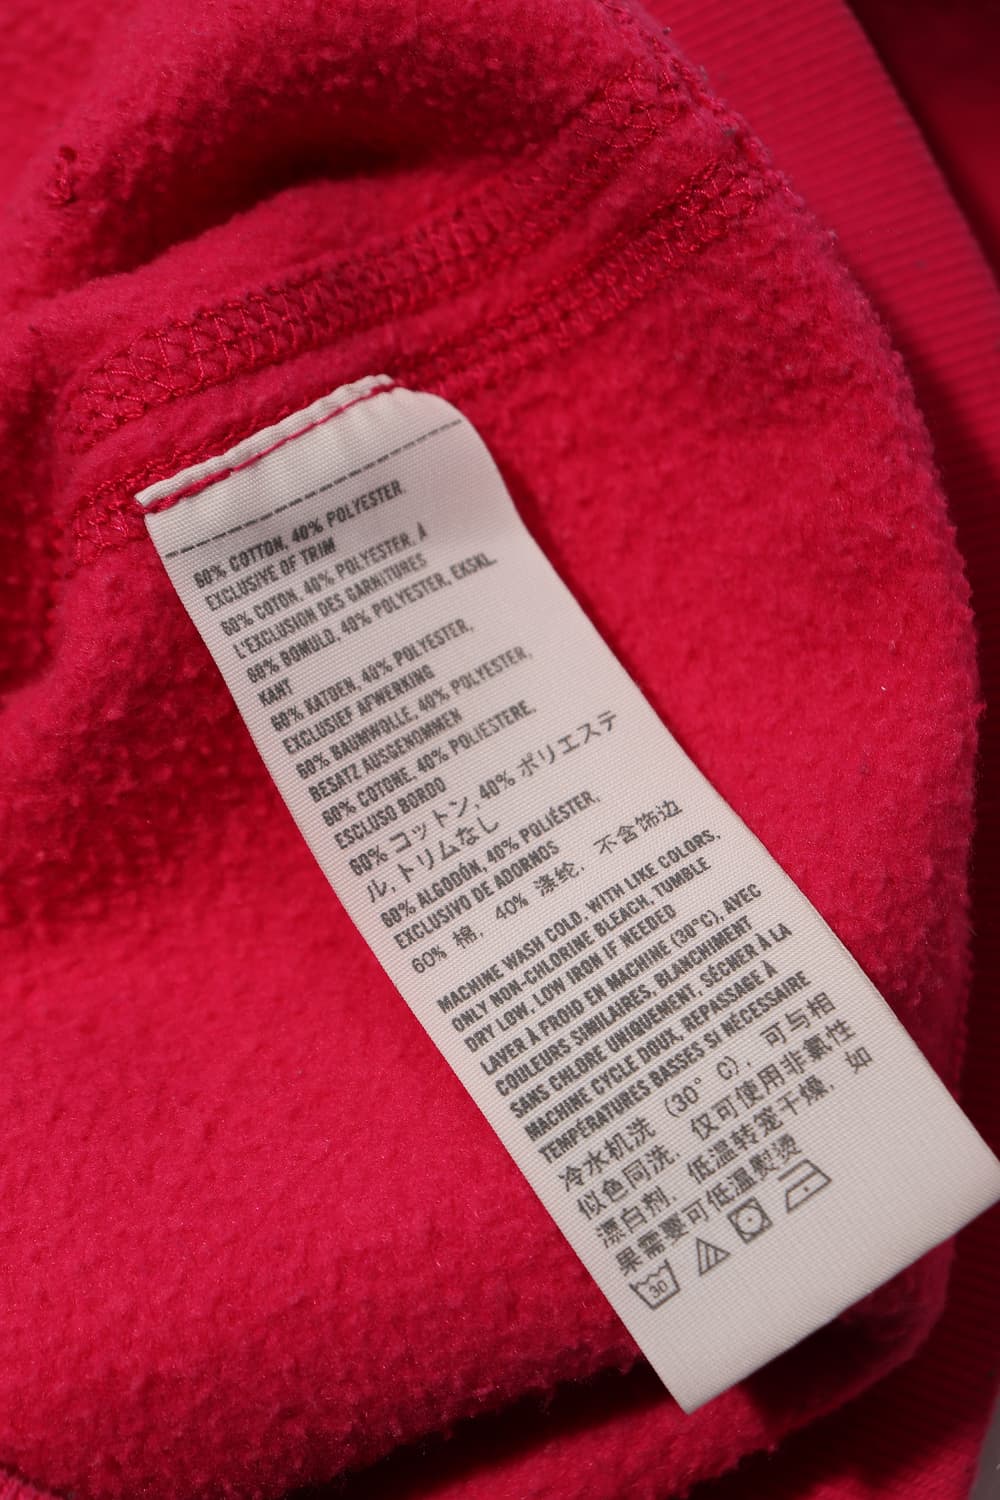 60% COTTON, 40% POLYESTER
EXCLUSIVE OF TRIM
60% COTON, 40% POLYESTER, À
L'EXCLUSION DES GARNITURES
60% BOMULD, 40% POLYESTER, EKSKL.
KANT
60% KATOEN, 40% POLYESTER,
EXCLUSIEF AFWERKING
60% BAUMWOLLE, 40% POLYESTER,
BESATZ AUSGENOMMEN
60% COTONE, 40% POLIESTERE,
ESCLUSO BORDO
60% コットン, 40% ポリエステ
ル, トリムなし
60% ALGODÓN, 40% POLIÉSTER,
EXCLUSIVO DE ADORNOS
60% 棉, 40% 涤纶, 不含饰边
MACHINE WASH COLD, WITH LIKE COLORS,
ONLY NON-CHLORINE BLEACH, TUMBLE
DRY LOW, LOW IRON IF NEEDED
LAVER À FROID EN MACHINE (30°C), AVEC
COULEURS SIMILAIRES, BLANCHIMENT
SANS CHLORE UNIQUEMENT, SÉCHER À LA
MACHINE CYCLE DOUX, REPASSAGE À
TEMPÉRATURES BASSES SI NÉCESSAIRE
冷水机洗 (30° C), 可与相
似色同洗, 仅可使用非氯性
漂白剂, 低温转笼干燥, 如
果需要可低温熨烫
30